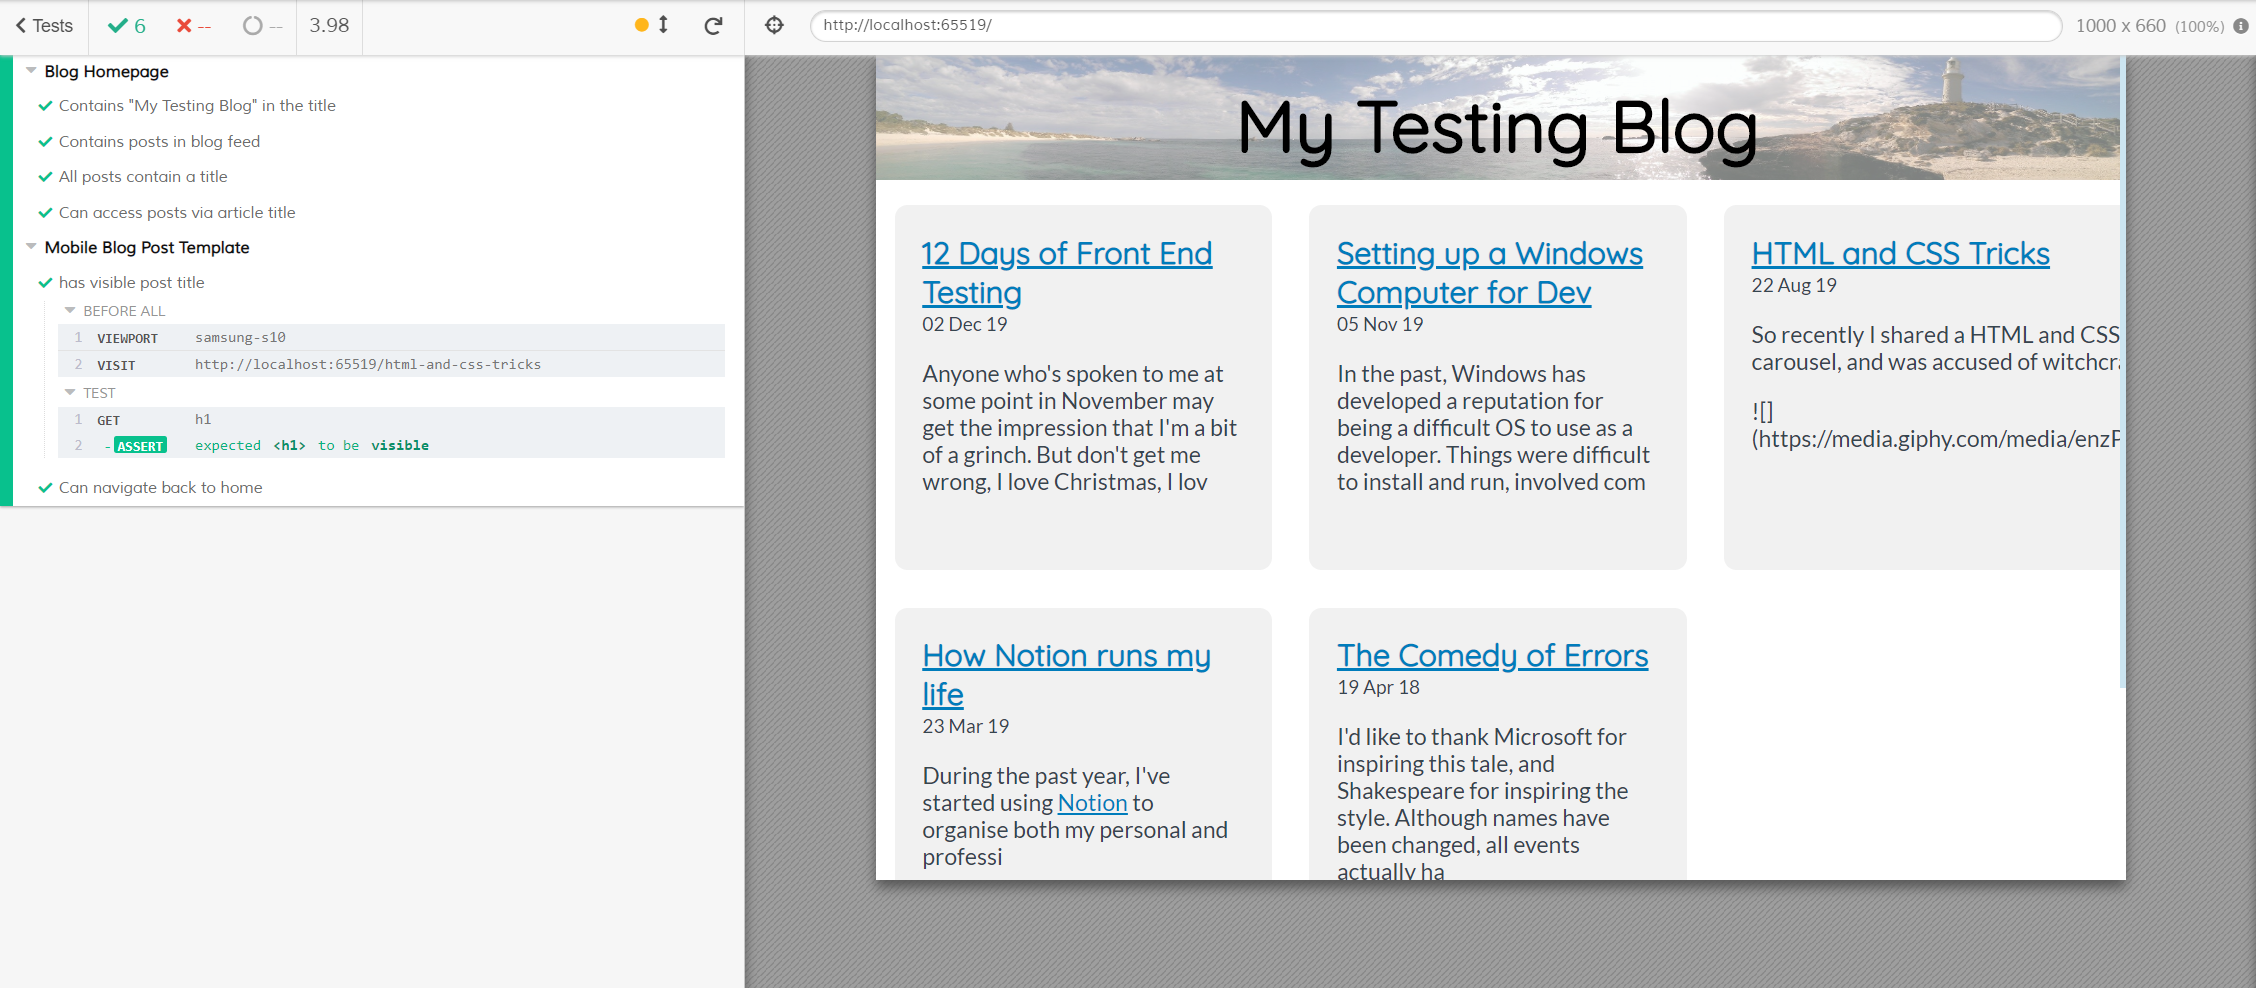 Tests 6 -- -- 3.98
http://localhost:65519/
1000 x 660 (100%)
Blog Homepage
Contains "My Testing Blog" in the title
Contains posts in blog feed
All posts contain a title
Can access posts via article title
Mobile Blog Post Template
has visible post title
BEFORE ALL
1 VIEWPORT samsung-s10
2 VISIT http://localhost:65519/html-and-css-tricks
TEST
1 GET h1
2 -ASSERT expected <h1> to be visible
Can navigate back to home
My Testing Blog
12 Days of Front End
Testing
02 Dec 19
Anyone who's spoken to me at
some point in November may
get the impression that I'm a bit
of a grinch. But don't get me
wrong, I love Christmas, I lov
Setting up a Windows
Computer for Dev
05 Nov 19
In the past, Windows has
developed a reputation for
being a difficult OS to use as a
developer. Things were difficult
to install and run, involved com
HTML and CSS Tricks
22 Aug 19
So recently I shared a HTML and CSS
carousel, and was accused of witchcra
![]
(https://media.giphy.com/media/enzF
How Notion runs my
life
23 Mar 19
During the past year, I've
started using Notion to
organise both my personal and
professi
The Comedy of Errors
19 Apr 18
I'd like to thank Microsoft for
inspiring this tale, and
Shakespeare for inspiring the
style. Although names have
been changed, all events
actually ha